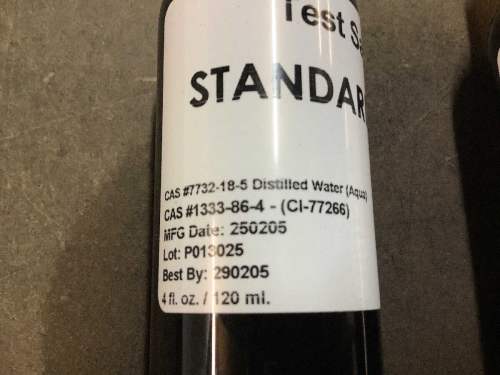 Test
STANDAR
CAS #7732-18-5 Distilled Water (Aqua)
CAS #1333-86-4 - (CI-77266)
MFG Date: 250205
Lot: P013025
Best By: 290205
4 fl. oz. / 120 ml.